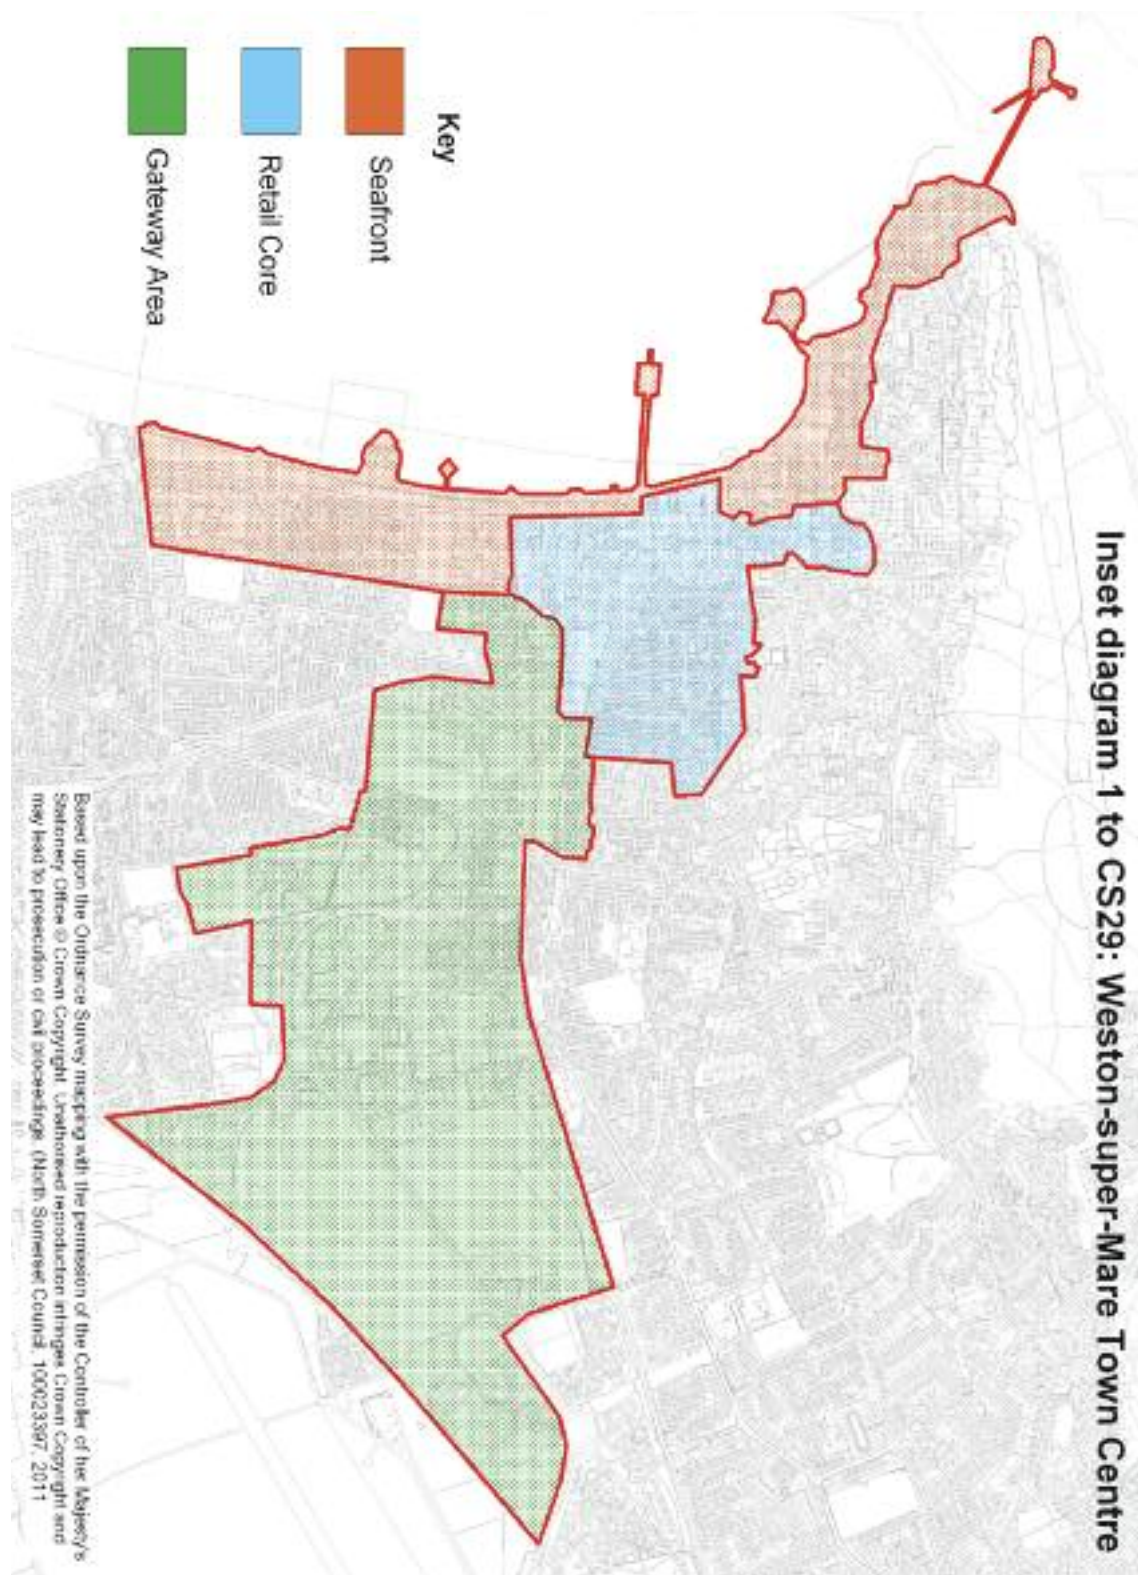 Inset diagram 1 to CS29: Weston-super-Mare Town Centre
Key
Seafront
Retail Core
Gateway Area
Based upon the Ordnance Survey mapping with the permission of the Controller of her Majesty's
Stationery Office © Crown Copyright. Unathorised reproduction infringes Crown Copyright and
may lead to prosecution or civil proceedings. (North Somerset Council, 100023397, 2011